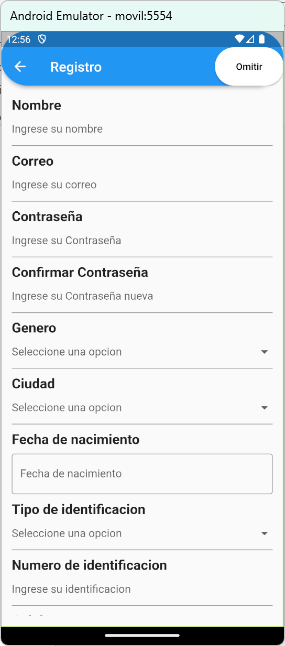 Android Emulator - movil:5554
12:56
Registro
Omitir
Nombre
Ingrese su nombre
Correo
Ingrese su correo
Contraseña
Ingrese su Contraseña
Confirmar Contraseña
Ingrese su Contraseña nueva
Genero
Seleccione una opcion
Ciudad
Seleccione una opcion
Fecha de nacimiento
Fecha de nacimiento
Tipo de identificacion
Seleccione una opcion
Numero de identificacion
Ingrese su identificacion